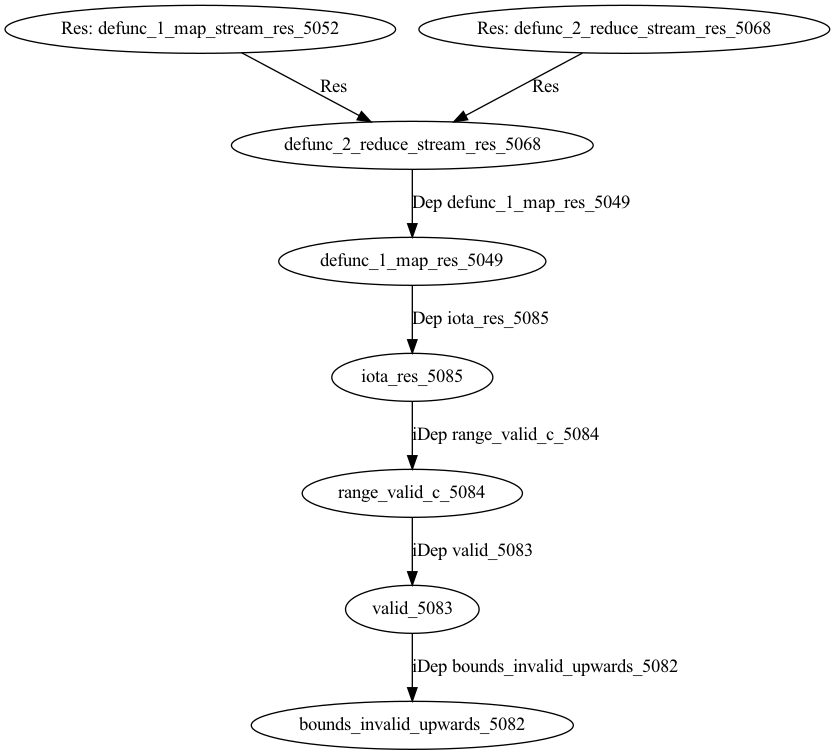 Res: defunc_1_map_stream_res_5052
Res: defunc_2_reduce_stream_res_5068
Res
Res
defunc_2_reduce_stream_res_5068
Dep defunc_1_map_res_5049
defunc_1_map_res_5049
Dep iota_res_5085
iota_res_5085
iDep range_valid_c_5084
range_valid_c_5084
iDep valid_5083
valid_5083
iDep bounds_invalid_upwards_5082
bounds_invalid_upwards_5082